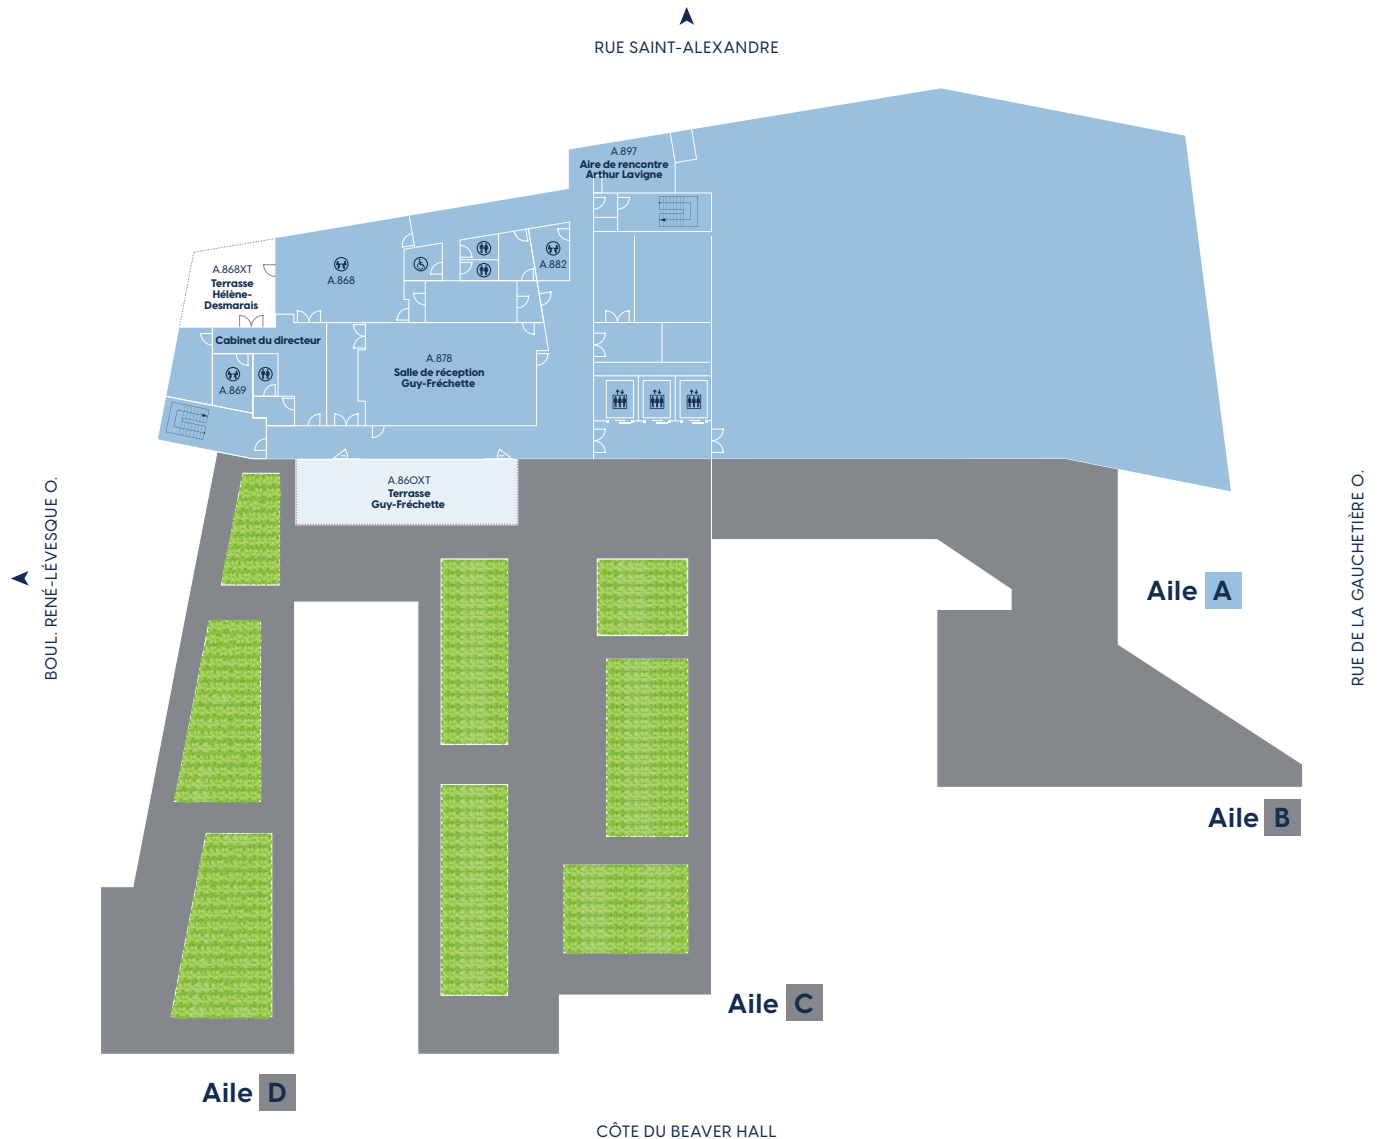 RUE SAINT-ALEXANDRE
A.897
Aire de rencontre
Arthur Lavigne
A.868XT
Terrasse
Hélène-
Desmarais
A.868
A.882
Cabinet du directeur
A.869
A.878
Salle de réception
Guy-Fréchette
A.860XT
Terrasse
Guy-Fréchette
BOUL. RENÉ-LÉVESQUE O.
RUE DE LA GAUCHETIÈRE O.
Aile A
Aile B
Aile C
Aile D
CÔTE DU BEAVER HALL